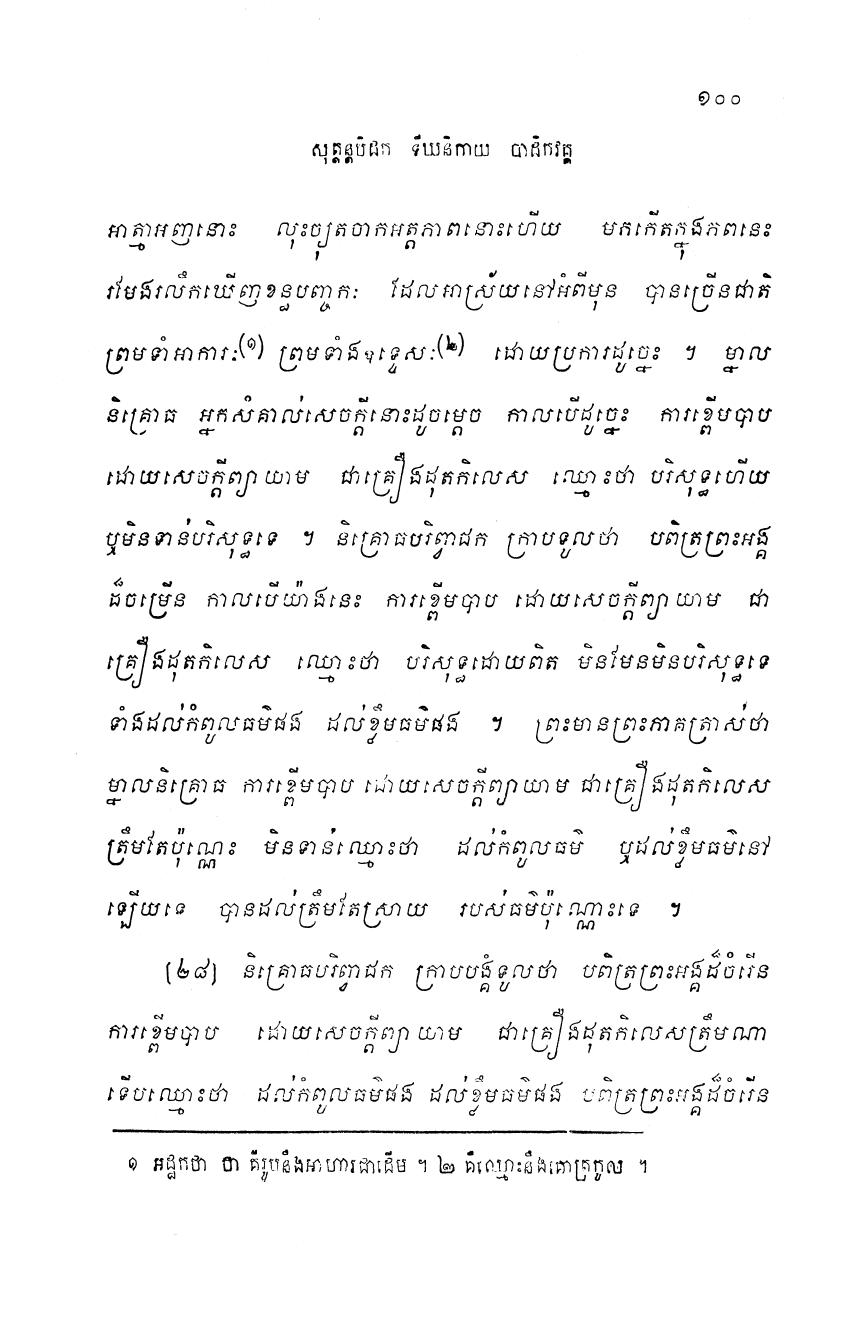 ១០០
សុត្តន្តបិដក ទីឃនិកាយ បាដិកវគ្គ
អាត្មាអញនោះ លុះច្យុតចាកអត្តភាពនោះហើយ មកកើតក្នុងភពនេះ
រមែងរលឹកឃើញខន្ធបញ្ចកៈ ដែលអាស្រ័យនៅអំពីមុន បានច្រើនជាតិ
ព្រមទាំអាការៈ(១) ព្រមទាំងឧទ្ទេសៈ(២) ដោយប្រការដូច្នេះ ។ ម្នាល
និគ្រោធ អ្នកសំគាល់សេចក្តីនោះដូចម្តេច កាលបើដូច្នេះ ការខ្ពើមបាប
ដោយសេចក្តីព្យាយាម ជាគ្រឿងដុតកិលេស ឈ្មោះថា បរិសុទ្ធហើយ
ឬមិនទាន់បរិសុទ្ធទេ ។ និគ្រោធបរិព្វាជក ក្រាបទូលថា បពិត្រព្រះអង្គ
ដ៏ចម្រើន កាលបើយ៉ាងនេះ ការខ្ពើមបាប ដោយសេចក្តីព្យាយាម ជា
គ្រឿងដុតកិលេស ឈ្មោះថា បរិសុទ្ធដោយពិត មិនមែនមិនបរិសុទ្ធទេ
ទាំងដល់កំពូលធម៌ផង ដល់ខ្លឹមធម៌ផង ។ ព្រះមានព្រះភាគត្រាស់ថា
ម្នាលនិគ្រោធ ការខ្ពើមបាប ដោយសេចក្តីព្យាយាម ជាគ្រឿងដុតកិលេស
ត្រឹមតែប៉ុណ្ណេះ មិនទាន់ឈ្មោះថា ដល់កំពូលធម៌ ឬដល់ខ្លឹមធម៌នៅ
ឡើយទេ បានដល់ត្រឹមតែស្រាយ របស់ធម៌ប៉ុណ្ណោះទេ ។
[២៨] និគ្រោធបរិព្វាជក ក្រាបបង្គំទូលថា បពិត្រព្រះអង្គដ៏ចំរើន
ការខ្ពើមបាប ដោយសេចក្តីព្យាយាម ជាគ្រឿងដុតកិលេសត្រឹមណា
ទើបឈ្មោះថា ដល់កំពូលធម៌ផង ដល់ខ្លឹមធម៌ផង បពិត្រព្រះអង្គដ៏ចំរើន
១ អដ្ឋកថា ថា គឺរូបនឹងអាហារជាដើម ។ ២ គឺឈ្មោះនឹងគោត្រកូល ។